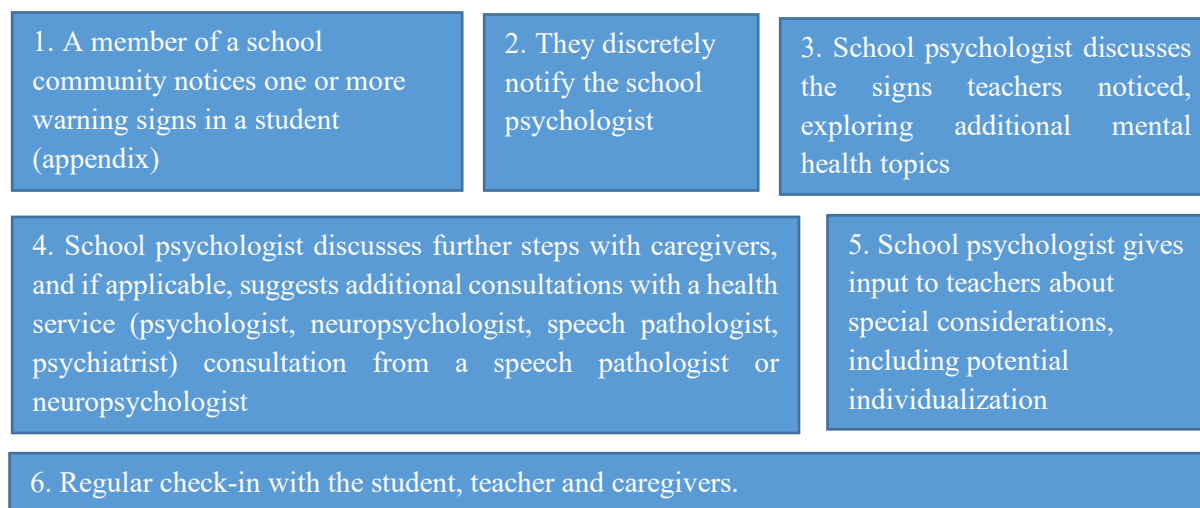 1. A member of a school
community notices one or more
warning signs in a student
(appendix)
2. They discretely
notify the school
psychologist
3. School psychologist discusses
the signs teachers noticed,
exploring additional mental
health topics
4. School psychologist discusses further steps with caregivers,
and if applicable, suggests additional consultations with a health
service (psychologist, neuropsychologist, speech pathologist,
psychiatrist) consultation from a speech pathologist or
neuropsychologist
5. School psychologist gives
input to teachers about
special considerations,
including potential
individualization
6. Regular check-in with the student, teacher and caregivers.